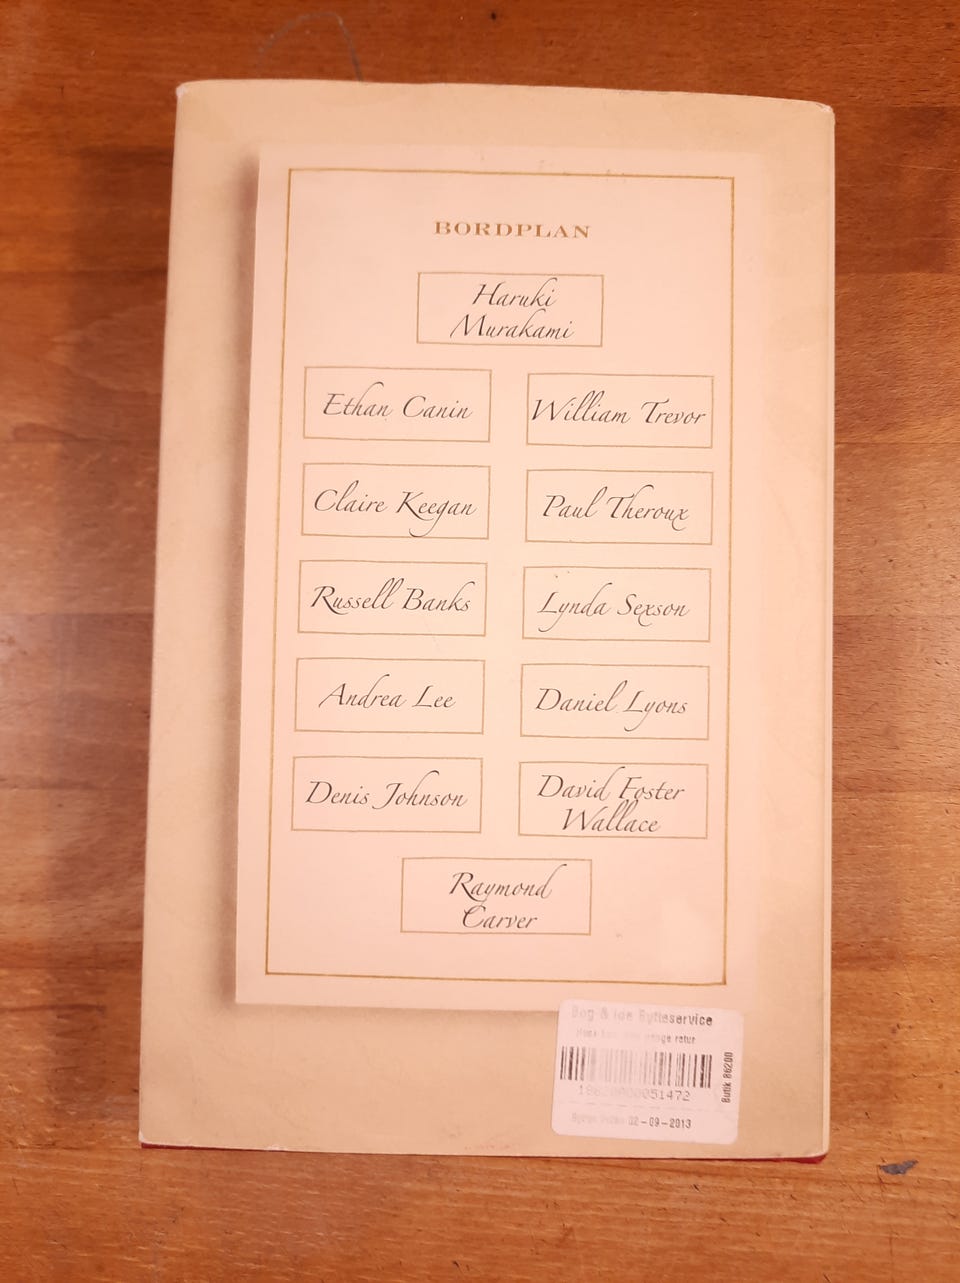 BORDPLAN
Haruki
Murakami
Ethan Canin
William Trevor
Claire Keegan
Paul Theroux
Russell Banks
Lynda Sexson
Andrea Lee
Daniel Lyons
Denis Johnson
David Foster
Wallace
Raymond
Carver
Bog & Ide Bytteservice
retur
Butik 86200
02-09-2013